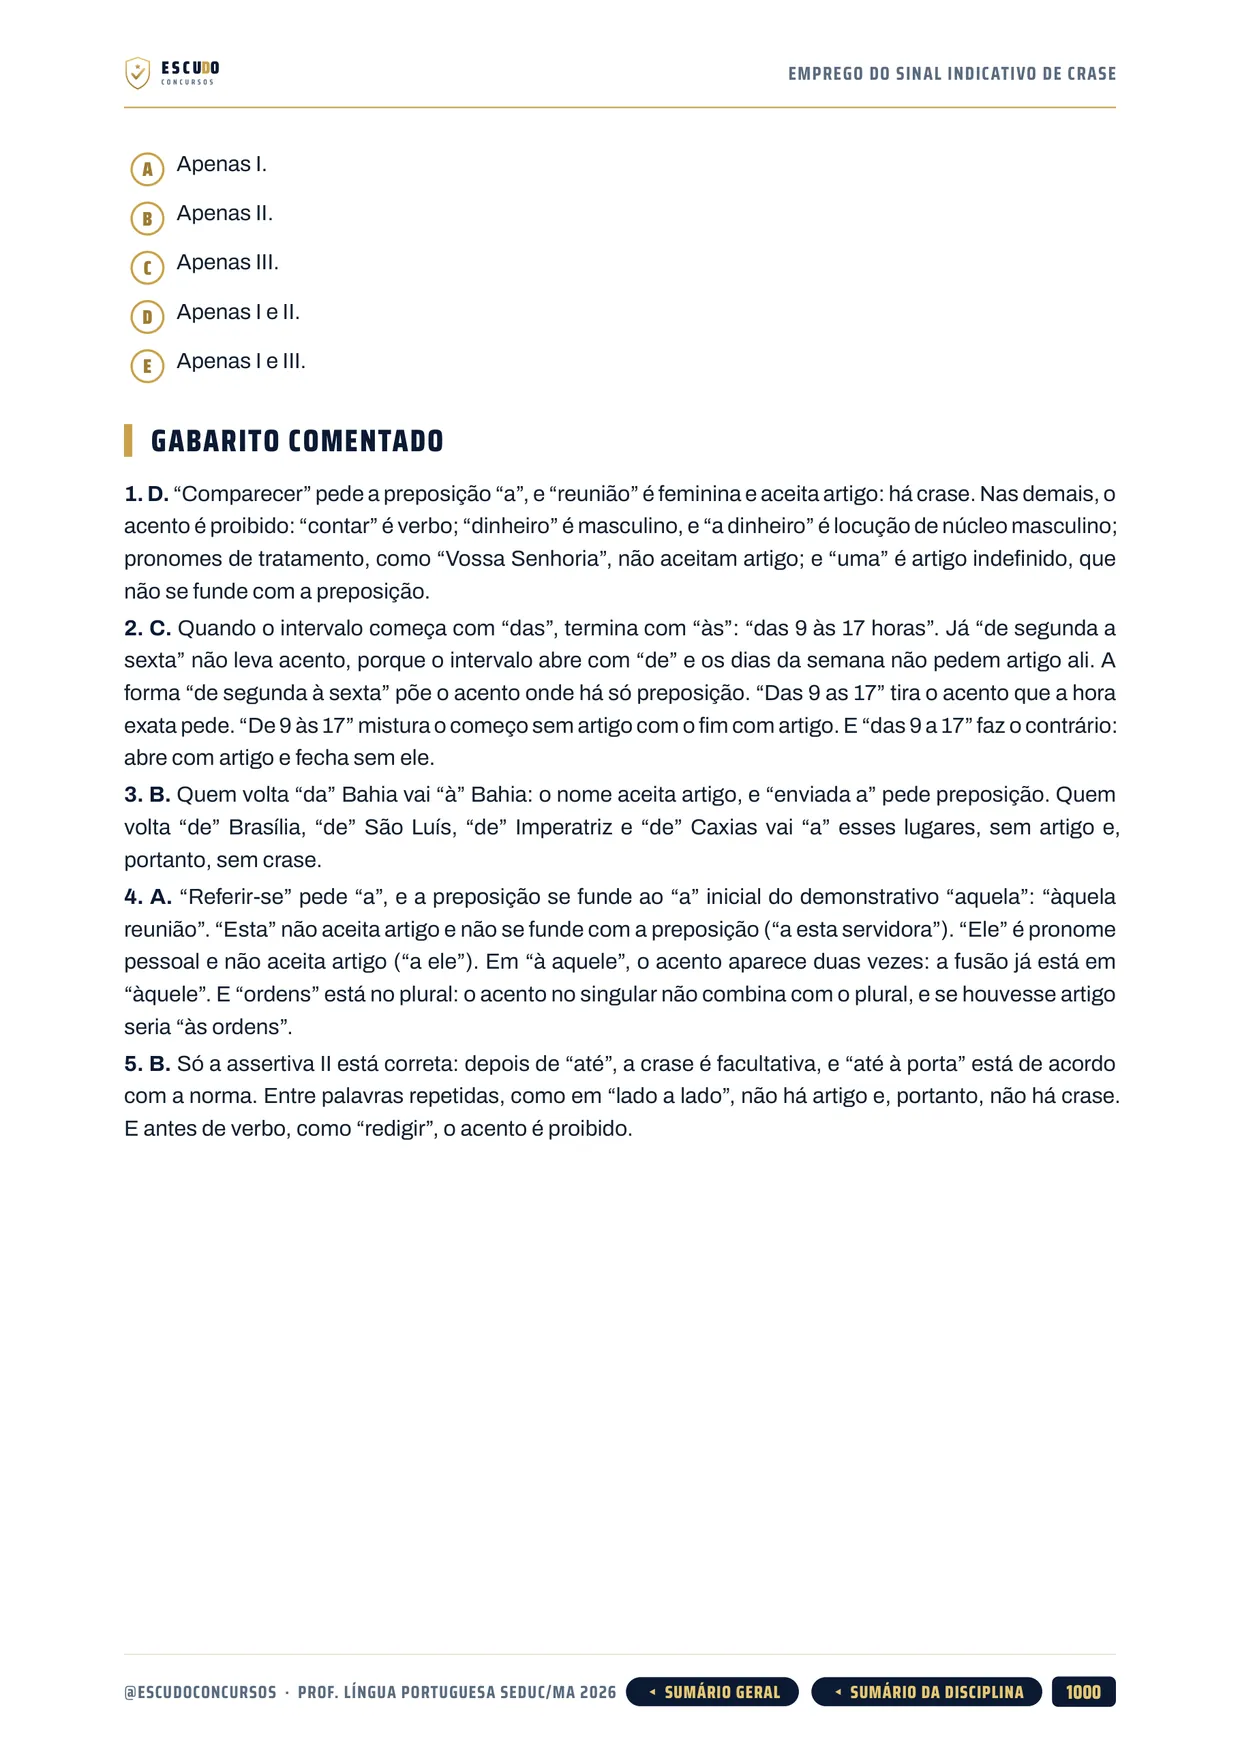 ESCUDO
CONCURSOS
EMPREGO DO SINAL INDICATIVO DE CRASE
A Apenas I.
B Apenas II.
C Apenas III.
D Apenas I e II.
E Apenas I e III.
GABARITO COMENTADO
1. D. “Comparecer” pede a preposição “a”, e “reunião” é feminina e aceita artigo: há crase. Nas demais, o
acento é proibido: “contar” é verbo; “dinheiro” é masculino, e “a dinheiro” é locução de núcleo masculino;
pronomes de tratamento, como “Vossa Senhoria”, não aceitam artigo; e “uma” é artigo indefinido, que
não se funde com a preposição.
2. C. Quando o intervalo começa com “das”, termina com “às”: “das 9 às 17 horas”. Já “de segunda a
sexta” não leva acento, porque o intervalo abre com “de” e os dias da semana não pedem artigo ali. A
forma “de segunda à sexta” põe o acento onde há só preposição. “Das 9 as 17” tira o acento que a hora
exata pede. “De 9 às 17” mistura o começo sem artigo com o fim com artigo. E “das 9 a 17” faz o contrário:
abre com artigo e fecha sem ele.
3. B. Quem volta “da” Bahia vai “à” Bahia: o nome aceita artigo, e “enviada a” pede preposição. Quem
volta “de” Brasília, “de” São Luís, “de” Imperatriz e “de” Caxias vai “a” esses lugares, sem artigo e,
portanto, sem crase.
4. A. “Referir-se” pede “a”, e a preposição se funde ao “a” inicial do demonstrativo “aquela”: “àquela
reunião”. “Esta” não aceita artigo e não se funde com a preposição (“a esta servidora”). “Ele” é pronome
pessoal e não aceita artigo (“a ele”). Em “à aquele”, o acento aparece duas vezes: a fusão já está em
“àquele”. E “ordens” está no plural: o acento no singular não combina com o plural, e se houvesse artigo
seria “às ordens”.
5. B. Só a assertiva II está correta: depois de “até”, a crase é facultativa, e “até à porta” está de acordo
com a norma. Entre palavras repetidas, como em “lado a lado”, não há artigo e, portanto, não há crase.
E antes de verbo, como “redigir”, o acento é proibido.
@ESCUDOCONCURSOS · PROF. LÍNGUA PORTUGUESA SEDUC/MA 2026 ◂ SUMÁRIO GERAL ◂ SUMÁRIO DA DISCIPLINA 1000